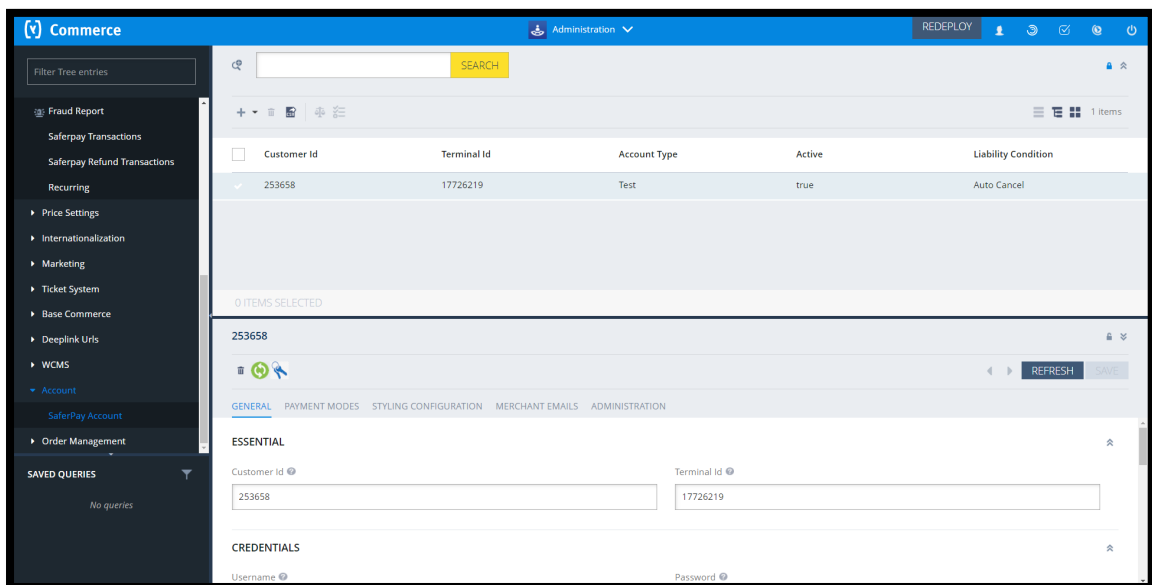 (y) Commerce
Administration
REDEPLOY
Filter Tree entries
SEARCH
Fraud Report
Saferpay Transactions
Saferpay Refund Transactions
Recurring
Price Settings
Internationalization
Marketing
Ticket System
Base Commerce
Deeplink Urls
WCMS
Account
SaferPay Account
Order Management
SAVED QUERIES
No queries
1 items
Customer Id Terminal Id Account Type Active Liability Condition
253658 17726219 Test true Auto Cancel
0 ITEMS SELECTED
253658
REFRESH SAVE
GENERAL PAYMENT MODES STYLING CONFIGURATION MERCHANT EMAILS ADMINISTRATION
ESSENTIAL
Customer Id Terminal Id
253658 17726219
CREDENTIALS
Username Password